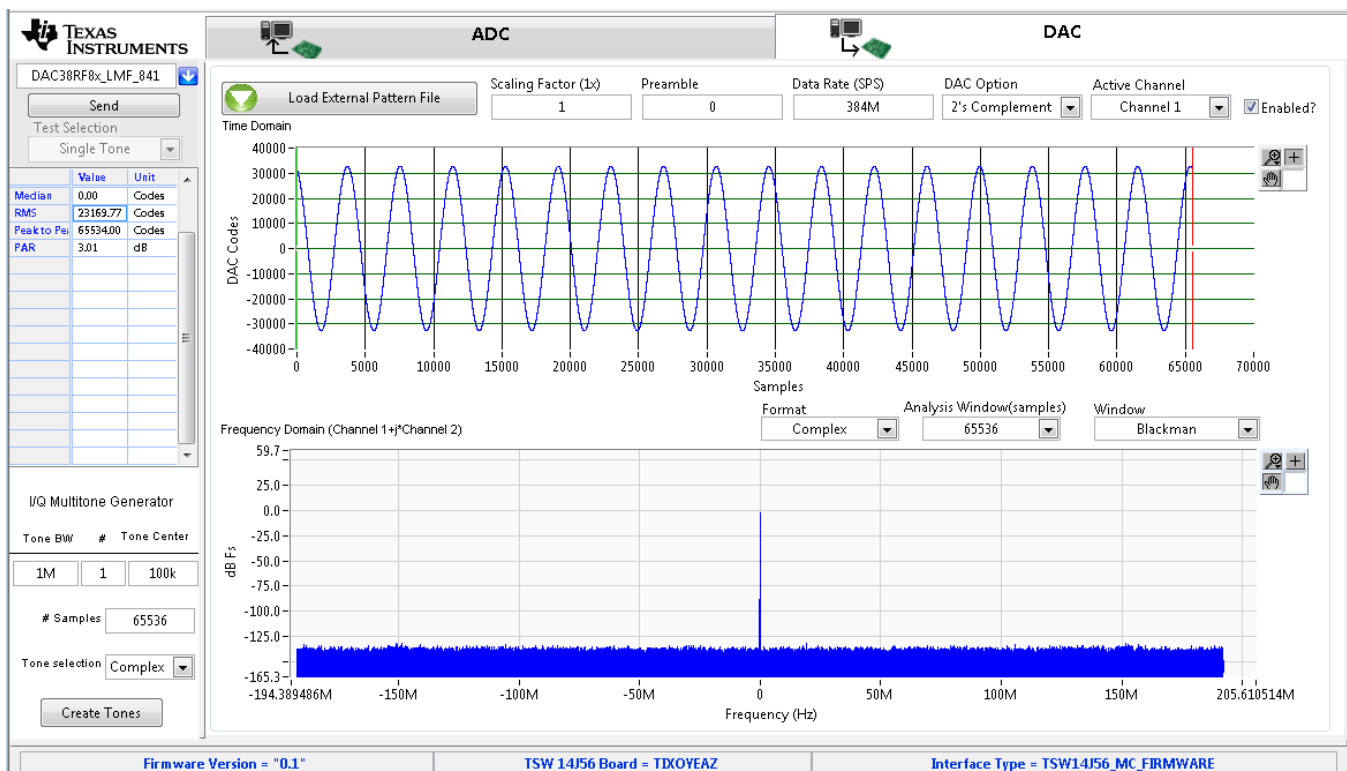 TEXAS
INSTRUMENTS
ADC
DAC
DAC38RF8x_LMF_841
Send
Test Selection
Single Tone
Value Unit
Median 0.00 Codes
RMS 23169.77 Codes
Peak to Pea 65534.00 Codes
PAR 3.01 dB
I/Q Multitone Generator
Tone BW # Tone Center
1M 1 100k
# Samples 65536
Tone selection Complex
Create Tones
Load External Pattern File
Scaling Factor (1x) Preamble Data Rate (SPS) DAC Option Active Channel
1 0 384M 2's Complement Channel 1 Enabled?
Time Domain
40000
30000
20000
10000
0
-10000
-20000
-30000
-40000
DAC Codes
0 5000 10000 15000 20000 25000 30000 35000 40000 45000 50000 55000 60000 65000 70000
Samples
Format Analysis Window(samples) Window
Complex 65536 Blackman
Frequency Domain (Channel 1+j*Channel 2)
59.7
25.0
0.0
-25.0
-50.0
-75.0
-100.0
-125.0
-165.3
dB Fs
-194.389486M -150M -100M -50M 0 50M 100M 150M 205.610514M
Frequency (Hz)
Firmware Version = "0.1" TSW 14J56 Board = TIXOYEAZ Interface Type = TSW14J56_MC_FIRMWARE